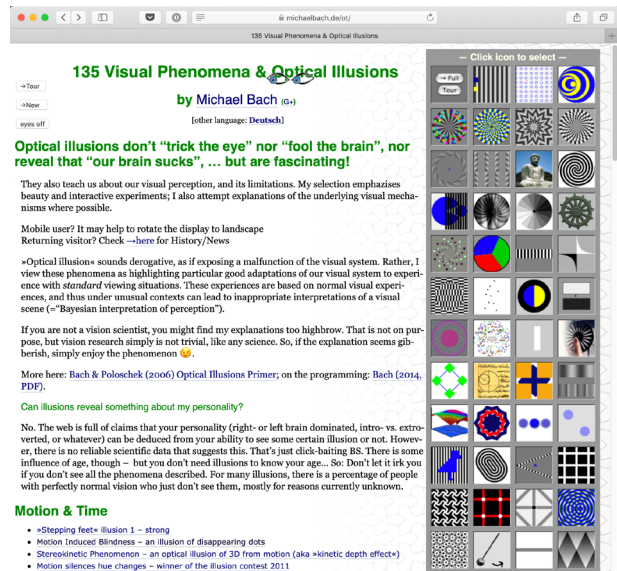 michaelbach.de/ot/
135 Visual Phenomena & Optical Illusions
135 Visual Phenomena & Optical Illusions
→Tour
→New
eyes off
by Michael Bach (G+)
[other language: Deutsch]
Optical illusions don’t “trick the eye” nor “fool the brain”, nor
reveal that “our brain sucks”, … but are fascinating!
They also teach us about our visual perception, and its limitations. My selection emphasizes
beauty and interactive experiments; I also attempt explanations of the underlying visual mecha-
nisms where possible.
Mobile user? It may help to rotate the display to landscape
Returning visitor? Check →here for History/News
»Optical illusion« sounds derogative, as if exposing a malfunction of the visual system. Rather, I
view these phenomena as highlighting particular good adaptations of our visual system to experi-
ence with standard viewing situations. These experiences are based on normal visual experi-
ences, and thus under unusual contexts can lead to inappropriate interpretations of a visual
scene (=“Bayesian interpretation of perception”).
If you are not a vision scientist, you might find my explanations too highbrow. That is not on pur-
pose, but vision research simply is not trivial, like any science. So, if the explanation seems gib-
berish, simply enjoy the phenomenon 😉.
More here: Bach & Poloschek (2006) Optical Illusions Primer; on the programming: Bach (2014,
PDF).
Can illusions reveal something about my personality?
No. The web is full of claims that your personality (right- or left brain dominated, intro- vs. extro-
verted, or whatever) can be deduced from your ability to see some certain illusion or not. Howev-
er, there is no reliable scientific data that suggests this. That’s just click-baiting BS. There is some
influence of age, though – but you don’t need illusions to know your age... So: Don’t let it irk you
if you don’t see all the phenomena described. For many illusions, there is a percentage of people
with perfectly normal vision who just don’t see them, mostly for reasons currently unknown.
Motion & Time
• »Stepping feet« illusion 1 – strong
• Motion Induced Blindness – an illusion of disappearing dots
• Stereokinetic Phenomenon – an optical illusion of 3D from motion (aka »kinetic depth effect«)
• Motion silences hue changes – winner of the illusion contest 2011
— Click icon to select —
→ Full
Tour